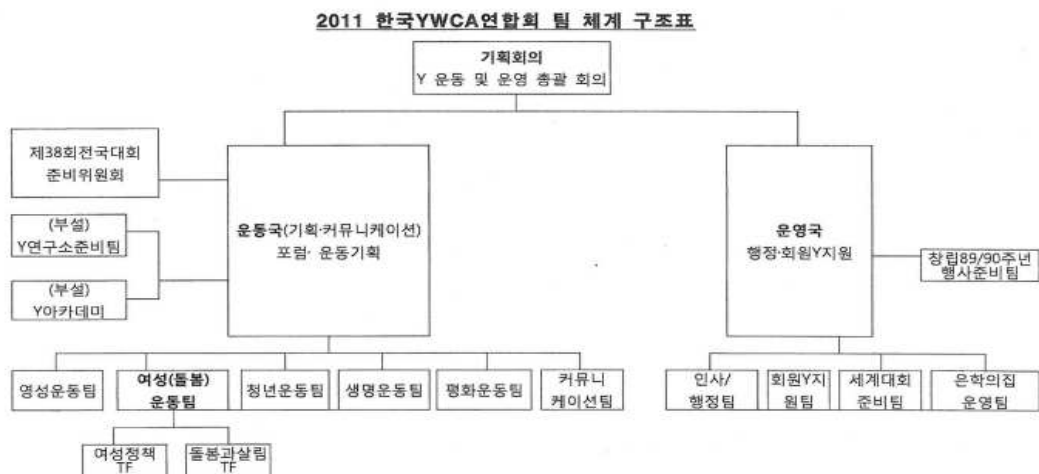 2011 한국YWCA연합회 팀 체계 구조표
기획회의
Y 운동 및 운영 총괄 회의
제38회전국대회
준비위원회
(부설)
Y연구소준비팀
(부설)
Y아카데미
운동국(기획·커뮤니케이션)
포럼· 운동기획
운영국
행정·회원Y지원
창립89/90주년
행사준비팀
영성운동팀
여성(돌봄)
운동팀
청년운동팀
생명운동팀
평화운동팀
커뮤니
케이션팀
인사/
행정팀
회원Y지
원팀
세계대회
준비팀
은학의집
운영팀
여성정책
TF
돌봄과살림
TF